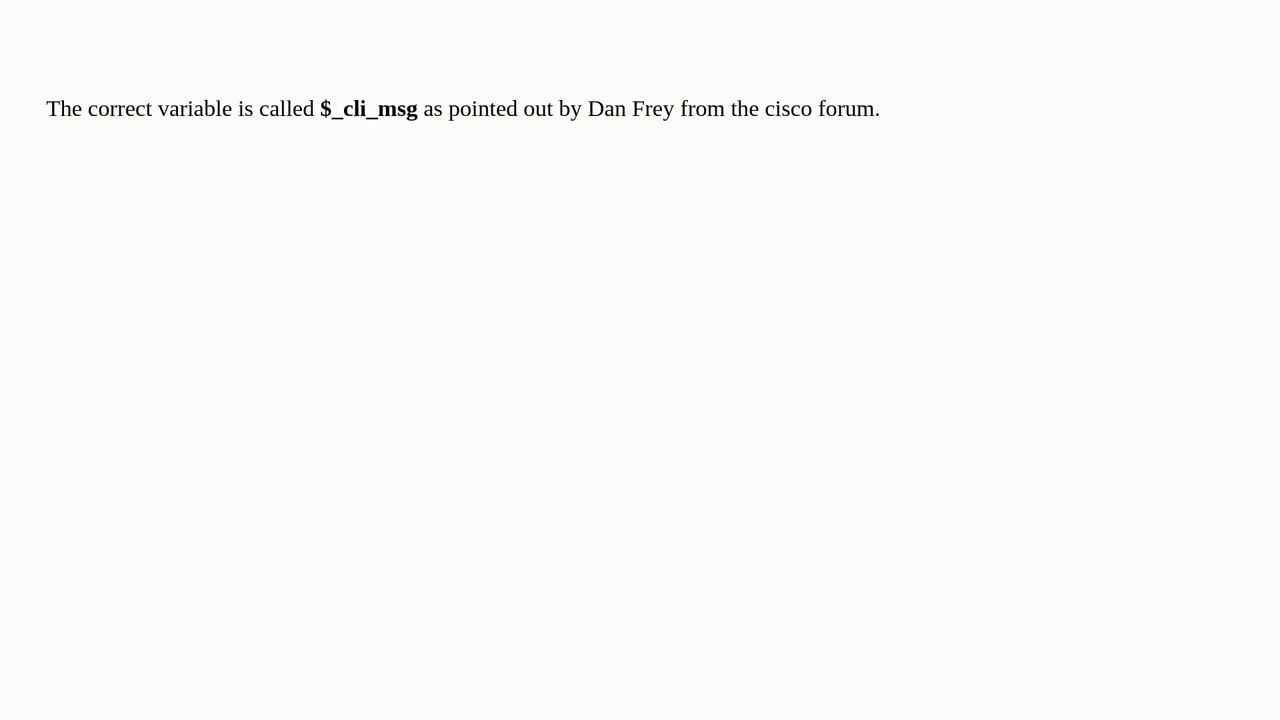 The correct variable is called $_cli_msg as pointed out by Dan Frey from the cisco forum.